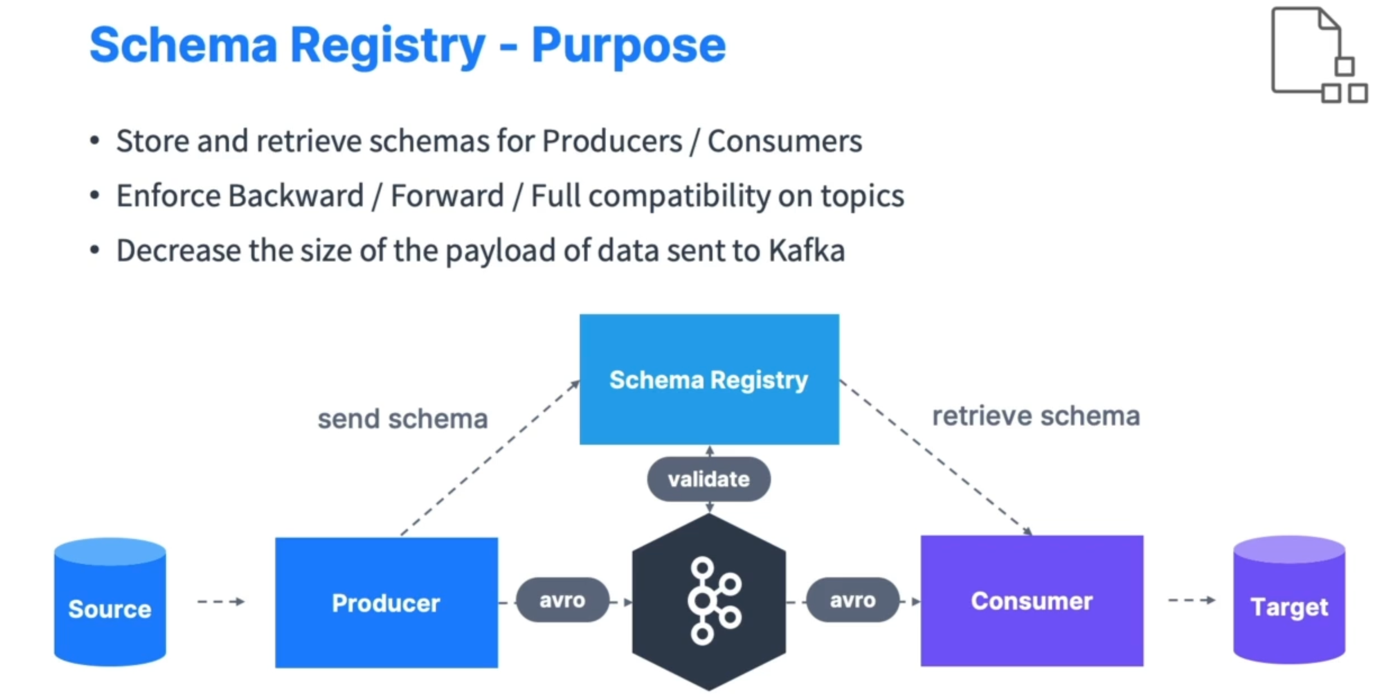 Schema Registry - Purpose
• Store and retrieve schemas for Producers / Consumers
• Enforce Backward / Forward / Full compatibility on topics
• Decrease the size of the payload of data sent to Kafka
Schema Registry
send schema
retrieve schema
validate
Source
Producer
avro
avro
Consumer
Target